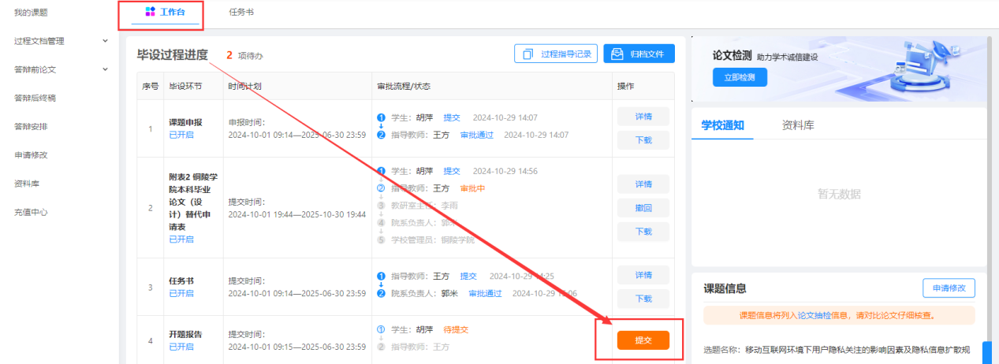 我的课题
过程文档管理
答辩前论文
答辩后终稿
答辩安排
申请修改
资料库
充值中心
工作台
任务书
毕设过程进度 2 项待办
过程指导记录
归档文件
序号 毕设环节 时间计划 审批流程/状态 操作
1
课题申报
已开启
申报时间：
2024-10-01 09:14—2025-06-30 23:59
1 学生：胡萍 提交 2024-10-29 14:07
2 指导教师：王方 审批通过 2024-10-29 14:07
详情
下载
2
附表2 铜陵学
院本科毕业
论文（设
计）替代申
请表
已开启
提交时间：
2024-10-01 19:44—2025-10-30 19:44
1 学生：胡萍 提交 2024-10-29 14:56
2 指导教师：王方 审批中
3 教研室主任：李雨
4 院系负责人：郭米
5 学校管理员：铜陵学院
详情
撤回
下载
3
任务书
已开启
提交时间：
2024-10-01 09:14—2025-06-30 23:59
1 指导教师：王方 提交 2024-10-29 14:25
2 院系负责人：郭米 审批通过
详情
下载
4
开题报告
已开启
提交时间：
2024-10-01 09:15—2025-06-30 23:59
1 学生：胡萍 待提交
2 指导教师：王方
提交
论文检测 助力学术诚信建设
立即检测
学校通知
资料库
暂无数据
课题信息
申请修改
课题信息将列入论文抽检信息，请对比论文仔细核查。
选题名称：移动互联网环境下用户隐私关注的影响因素及隐私信息扩散规